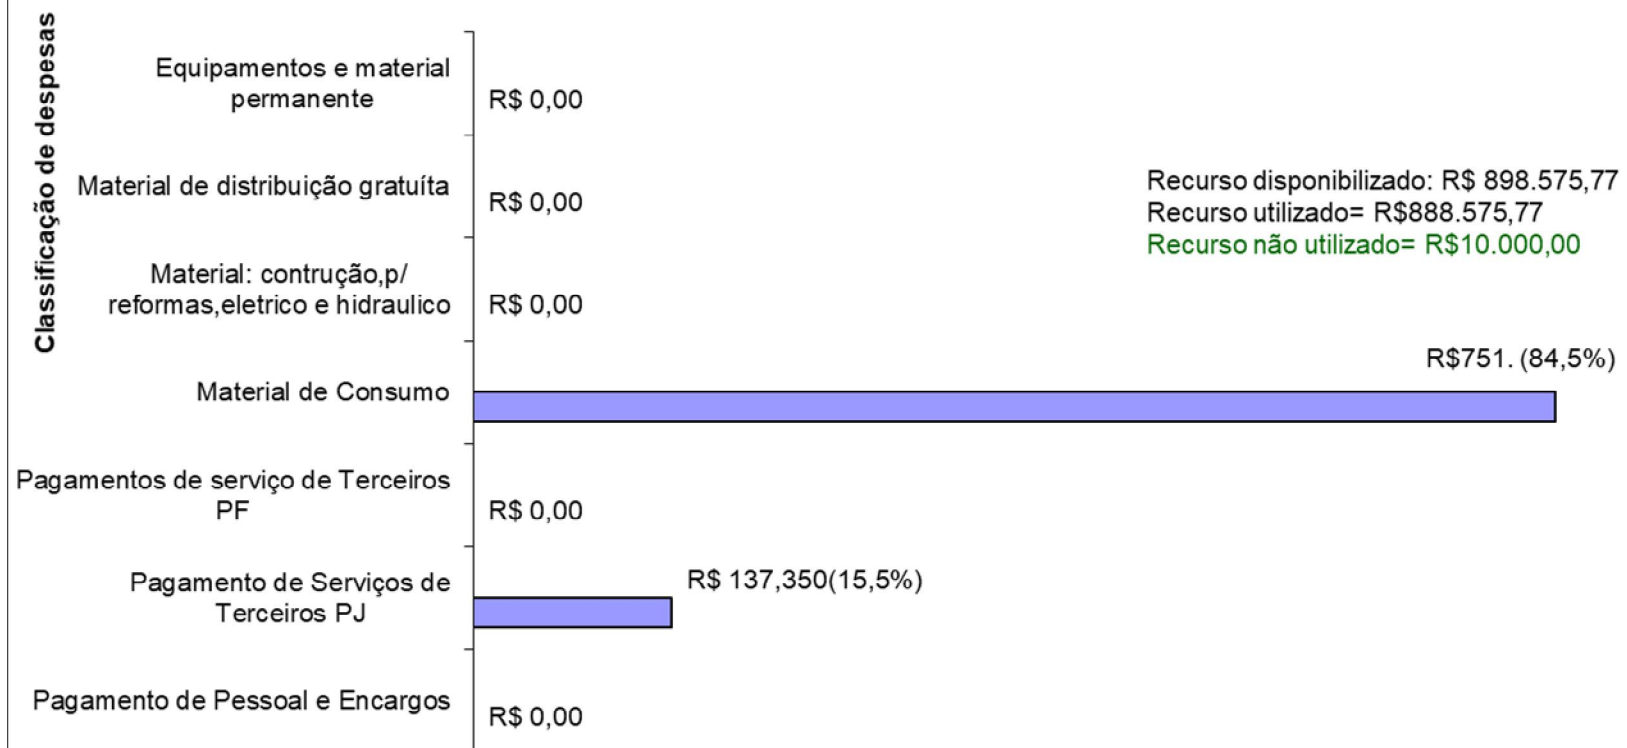 Classificação de despesas
Equipamentos e material
permanente
R$ 0,00
Material de distribuição gratuíta
R$ 0,00
Recurso disponibilizado: R$ 898.575,77
Recurso utilizado= R$888.575,77
Recurso não utilizado= R$10.000,00
Material: contrução,p/
reformas,eletrico e hidraulico
R$ 0,00
R$751. (84,5%)
Material de Consumo
Pagamentos de serviço de Terceiros
PF
R$ 0,00
Pagamento de Serviços de
Terceiros PJ
R$ 137,350(15,5%)
Pagamento de Pessoal e Encargos
R$ 0,00